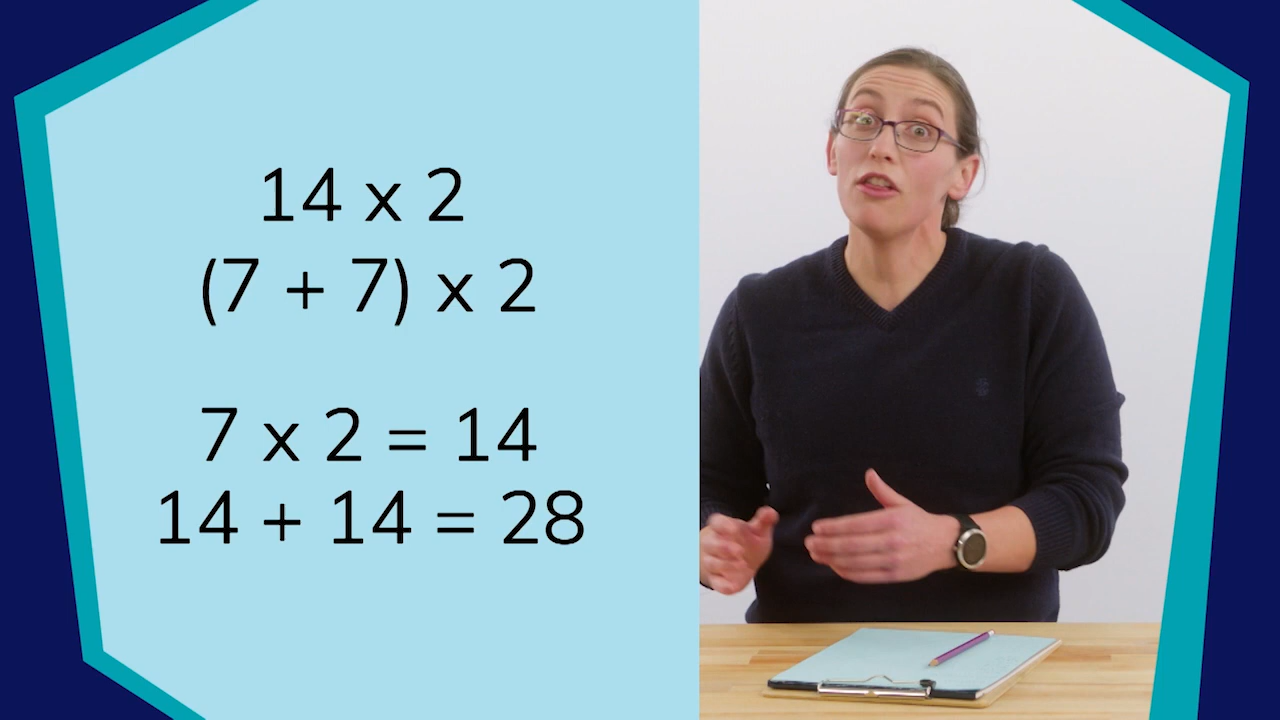 14 x 2
(7 + 7) x 2
7 x 2 = 14
14 + 14 = 28